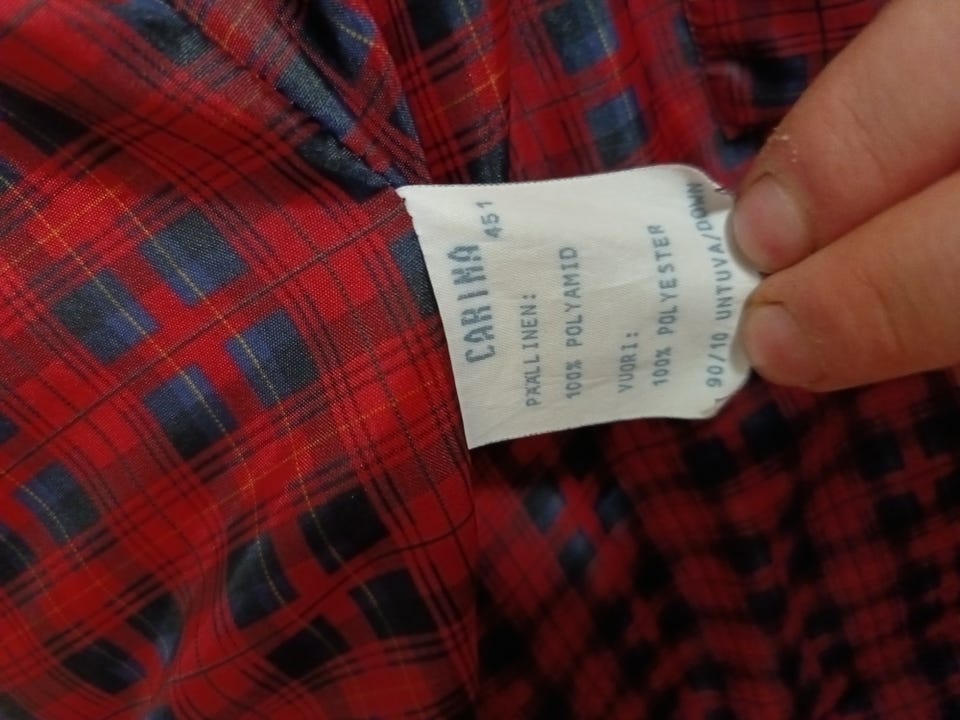 CARINA 451
PÄÄLLINEN:
100% POLYAMID
VUORI:
100% POLYESTER
90/10 UNTUVA/DOWN